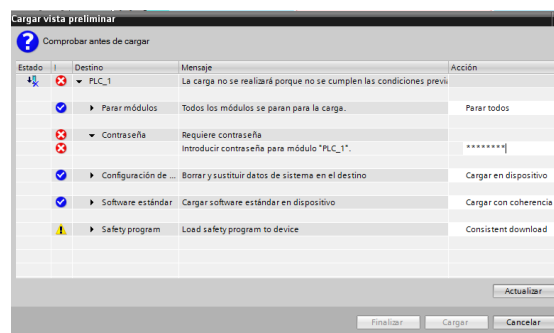 Cargar vista preliminar
Comprobar antes de cargar
Estado ! Destino Mensaje Acción
PLC_1 La carga no se realizará porque no se cumplen las condiciones previ
Parar módulos Todos los módulos se paran para la carga. Parar todos
Contraseña Requiere contraseña
Introducir contraseña para módulo "PLC_1". ********
Configuración de ... Borrar y sustituir datos de sistema en el destino Cargar en dispositivo
Software estándar Cargar software estándar en dispositivo Cargar con coherencia
Safety program Load safety program to device Consistent download
Actualizar
Finalizar Cargar Cancelar